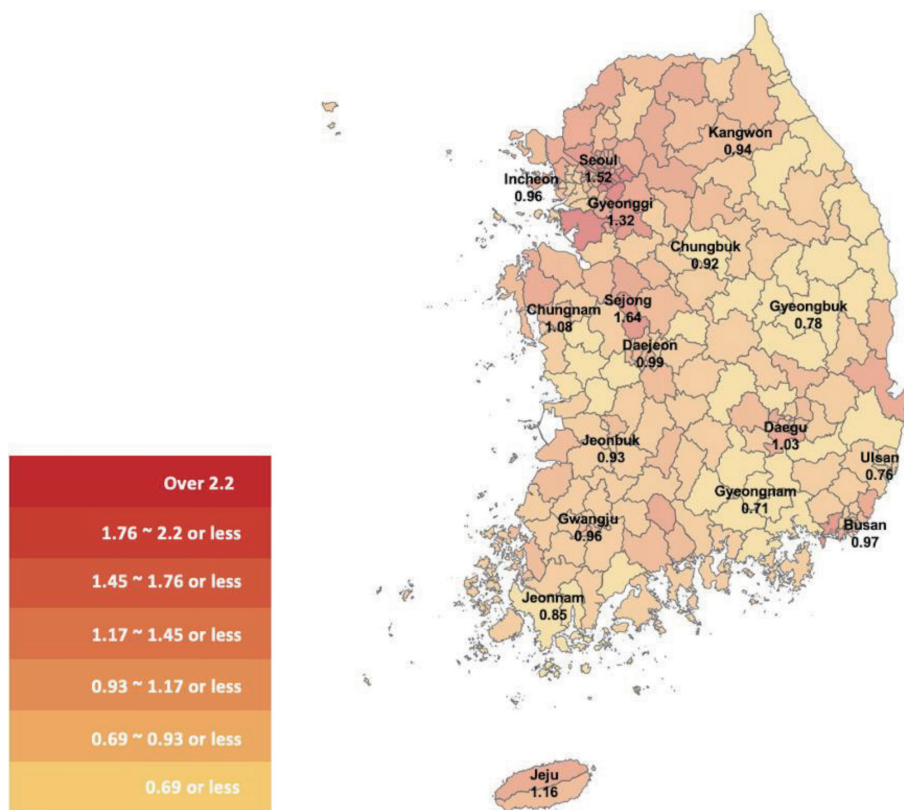 Kangwon
0.94
Seoul
1.52
Incheon
0.96
Gyeonggi
1.32
Chungbuk
0.92
Sejong
1.64
Chungnam
1.08
Gyeongbuk
0.78
Daejeon
0.99
Daegu
1.03
Jeonbuk
0.93
Ulsan
0.76
Gyeongnam
0.71
Gwangju
0.96
Busan
0.97
Jeonnam
0.85
Jeju
1.16
Over 2.2
1.76 ~ 2.2 or less
1.45 ~ 1.76 or less
1.17 ~ 1.45 or less
0.93 ~ 1.17 or less
0.69 ~ 0.93 or less
0.69 or less